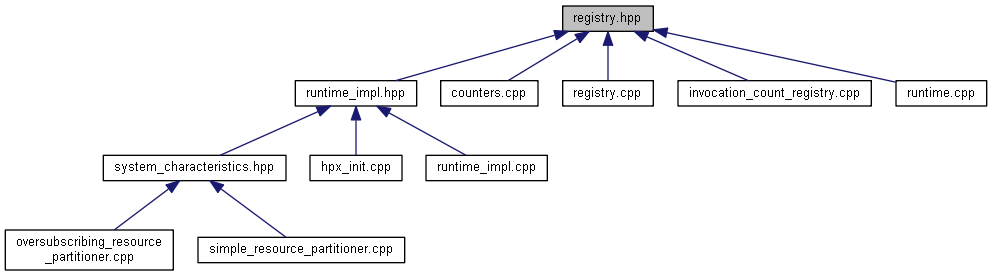 registry.hpp
runtime_impl.hpp
counters.cpp
registry.cpp
invocation_count_registry.cpp
runtime.cpp
system_characteristics.hpp
hpx_init.cpp
runtime_impl.cpp
oversubscribing_resource
_partitioner.cpp
simple_resource_partitioner.cpp